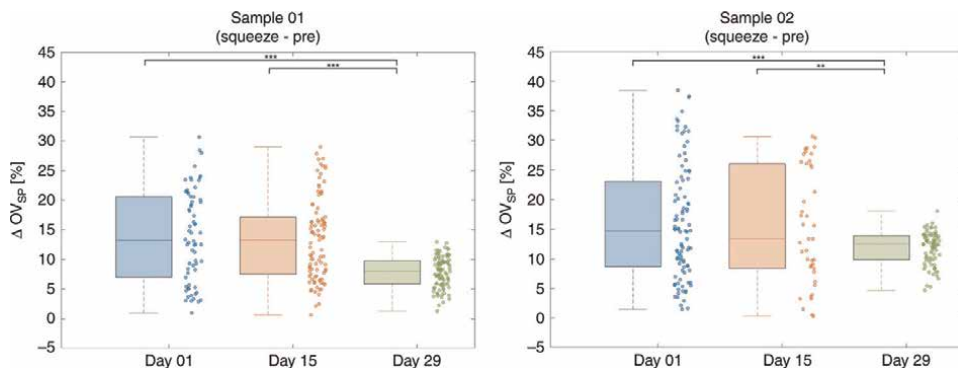 Sample 01
(squeeze - pre)
45
40
35
30
25
20
15
10
5
0
–5
Δ OVSP [%]
***
***
Day 01
Day 15
Day 29
Sample 02
(squeeze - pre)
45
40
35
30
25
20
15
10
5
0
–5
Δ OVSP [%]
***
**
Day 01
Day 15
Day 29